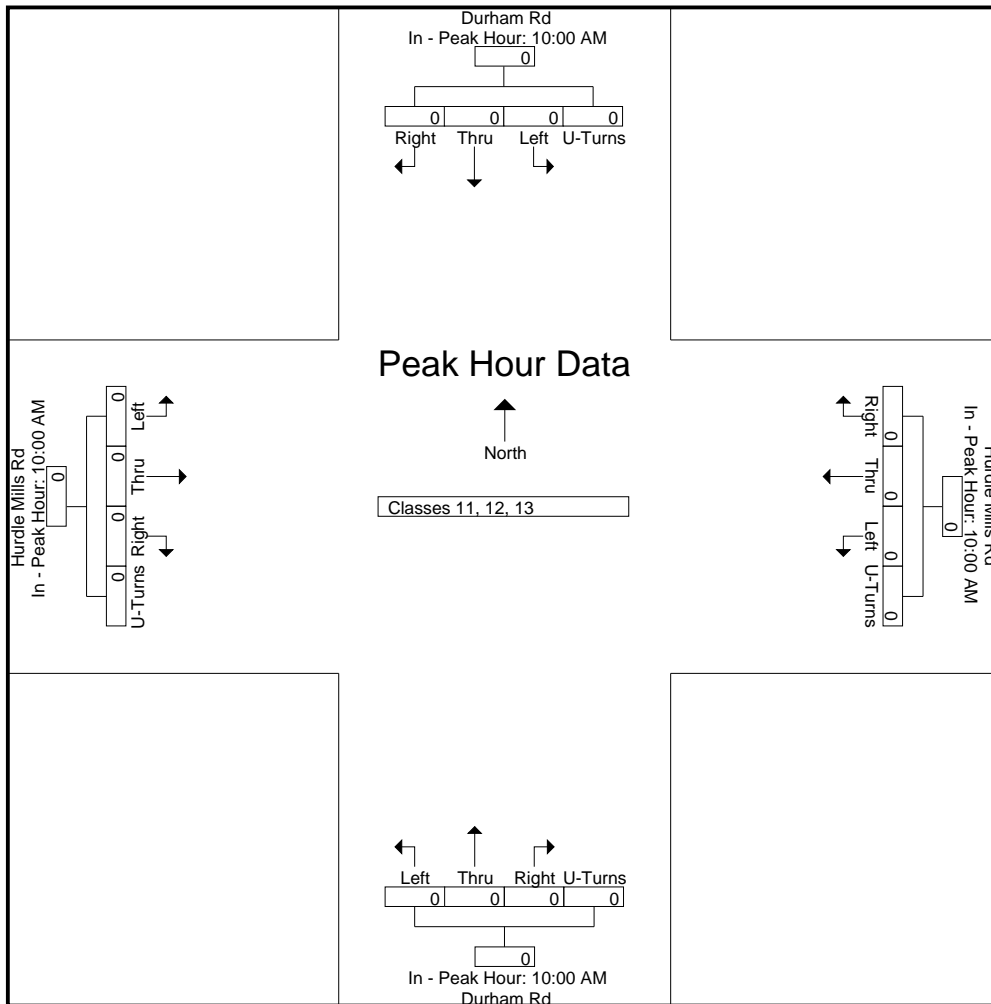 Durham Rd
In - Peak Hour: 10:00 AM
0
0 0 0 0
Right Thru Left U-Turns
Peak Hour Data
North
Classes 11, 12, 13
Hurdle Mills Rd
In - Peak Hour: 10:00 AM
0
0 0 0 0
Left Thru Right U-Turns
Hurdle Mills Rd
In - Peak Hour: 10:00 AM
0
0 0 0 0
Right Thru Left U-Turns
Left Thru Right U-Turns
0 0 0 0
0
In - Peak Hour: 10:00 AM
Durham Rd